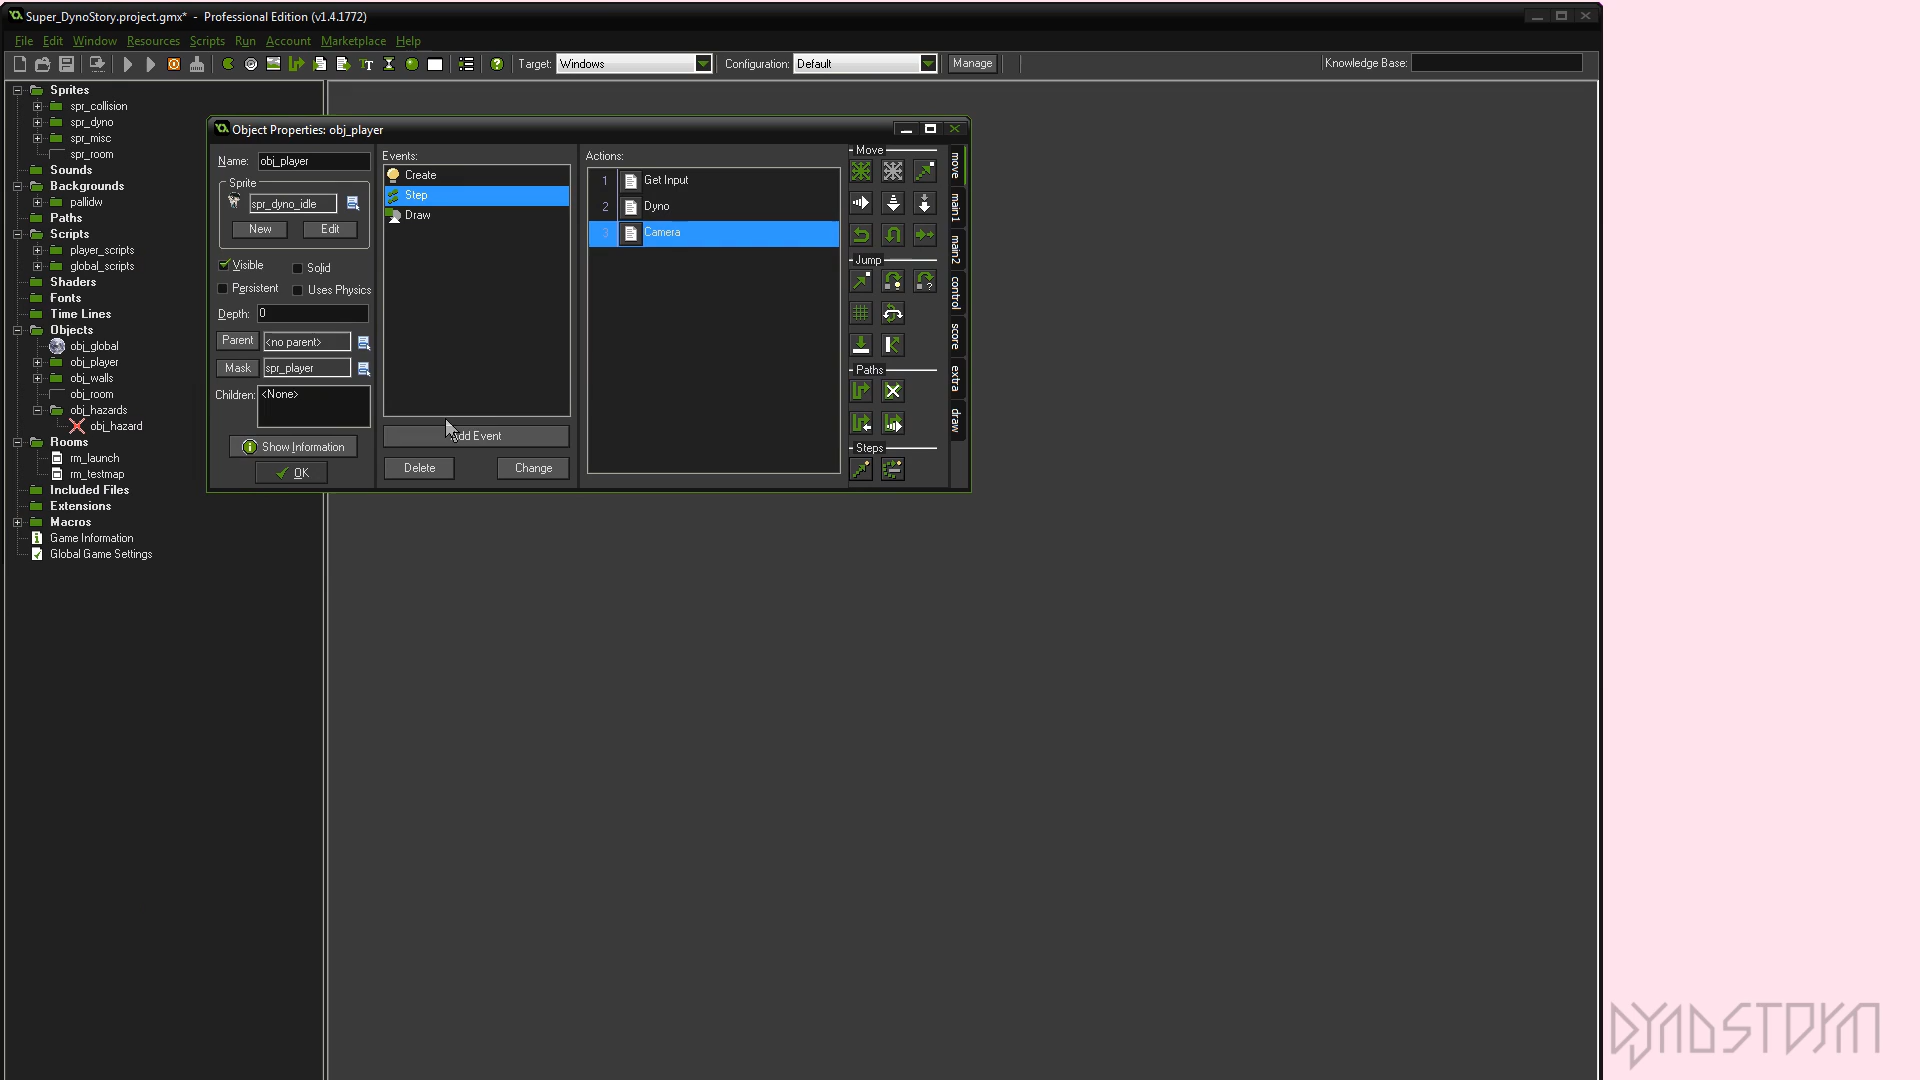 Super_DynoStory.project.gmx* - Professional Edition (v1.4.1772)
File Edit Window Resources Scripts Run Account Marketplace Help
Target: Windows Configuration: Default Manage Knowledge Base:
Sprites
spr_collision
spr_dyno
spr_misc
spr_room
Sounds
Backgrounds
pallidw
Paths
Scripts
player_scripts
global_scripts
Shaders
Fonts
Time Lines
Objects
obj_global
obj_player
obj_walls
obj_room
obj_hazards
obj_hazard
Rooms
rm_launch
rm_testmap
Included Files
Extensions
Macros
Game Information
Global Game Settings
Object Properties: obj_player
Name: obj_player
Sprite
spr_dyno_idle
New Edit
Visible Solid
Persistent Uses Physics
Depth: 0
Parent <no parent>
Mask spr_player
Children: <None>
Show Information
OK
Events:
Create
Step
Draw
Add Event
Delete Change
Actions:
1 Get Input
2 Dyno
3 Camera
Move
Jump
Paths
Steps
move
main1
main2
control
score
extra
draw
DYNOSTORM